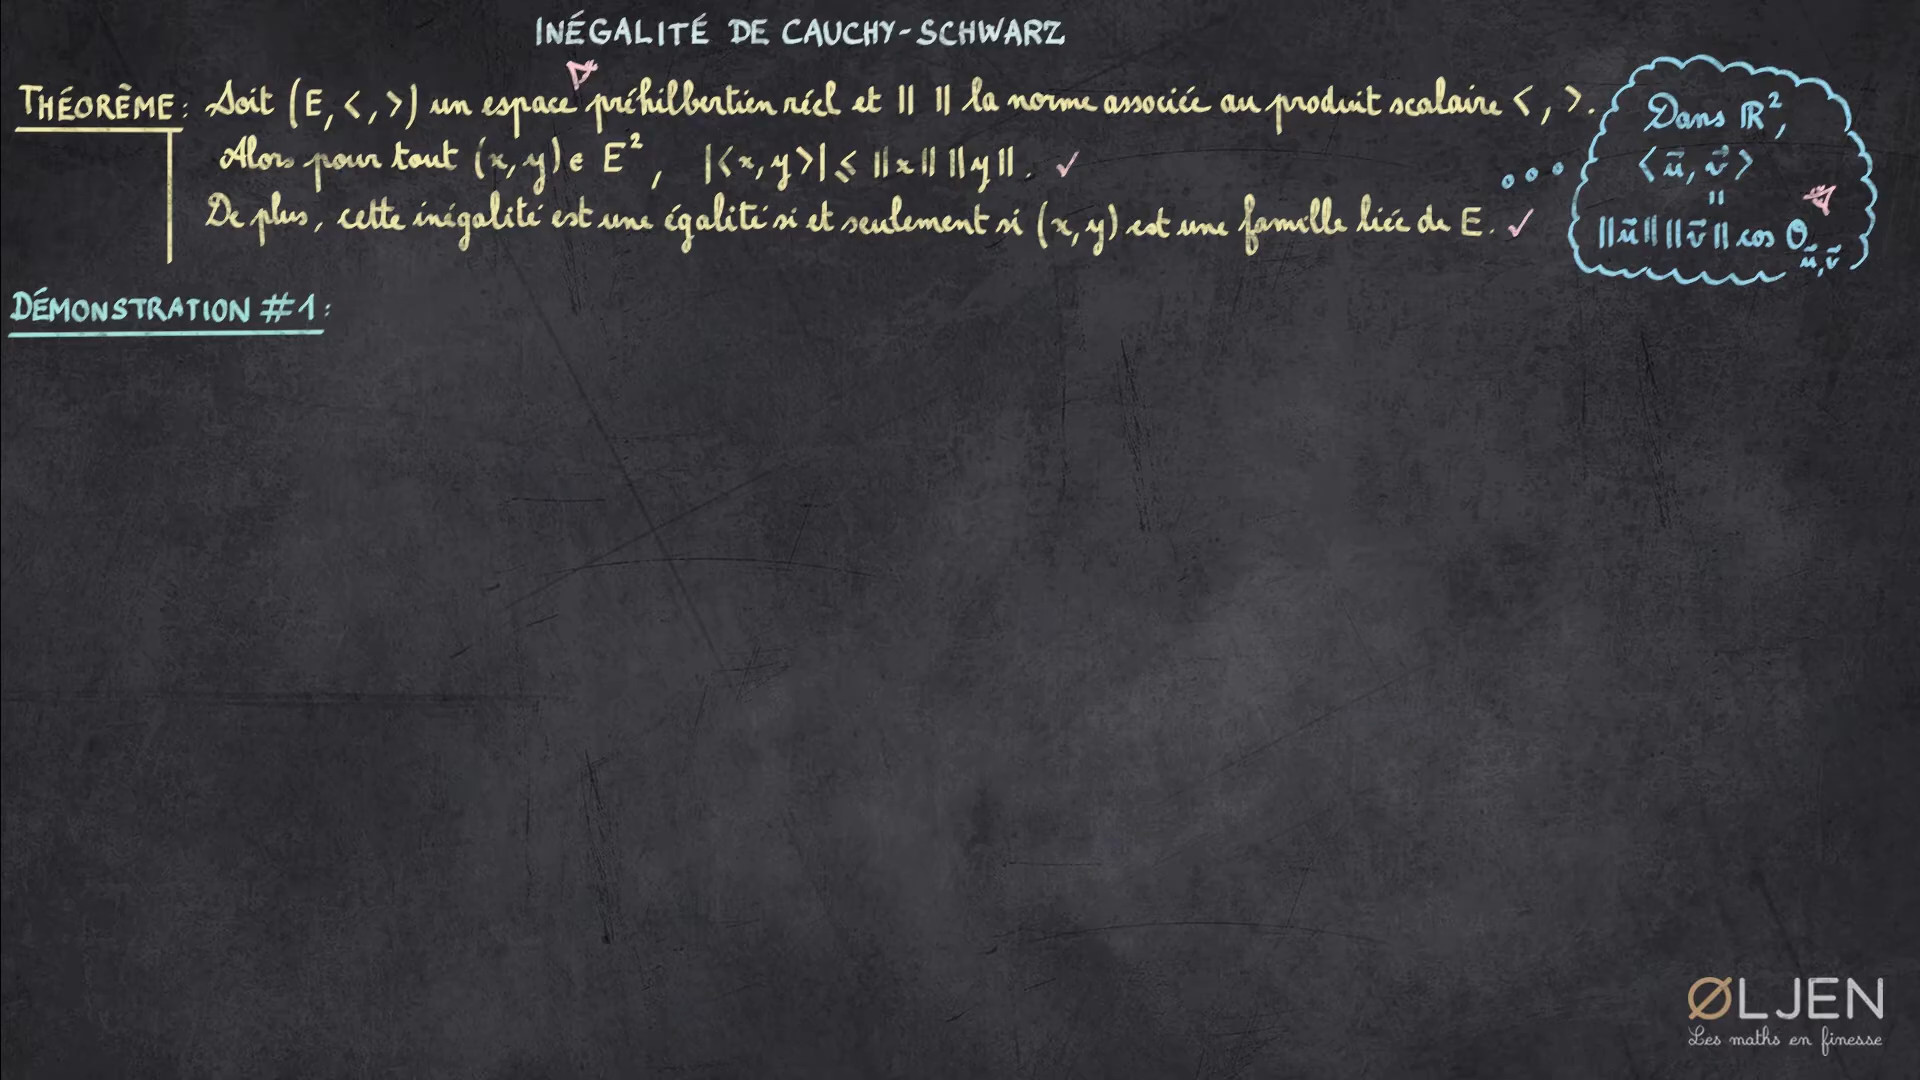 INÉGALITÉ DE CAUCHY-SCHWARZ
THÉORÈME: Soit (E, < , >) un espace préhilbertien réel et || || la norme associée au produit scalaire < , >.
Alors pour tout (x, y) ∈ E², |<x, y>| ≤ ||x|| ||y||. ✓
De plus, cette inégalité est une égalité si et seulement si (x, y) est une famille liée de E. ✓
Dans ℝ²,
<u⃗, v⃗>
=
||u⃗|| ||v⃗|| cos θ_u⃗,v⃗
DÉMONSTRATION #1:
ØLJEN
Les maths en finesse